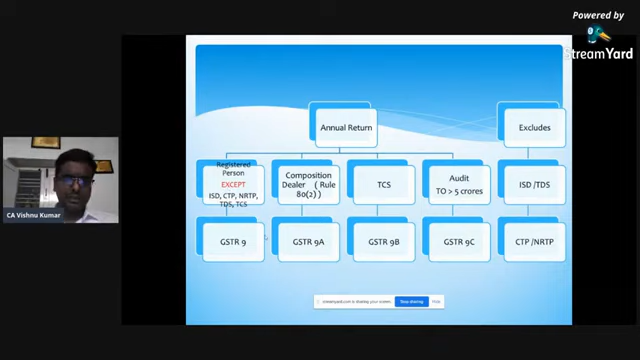 Powered by
StreamYard
Annual Return
Excludes
Registered
Person
EXCEPT
ISD, CTP, NRTP,
TDS, TCS
Composition
Dealer ( Rule
80(2))
TCS
Audit
TO > 5 crores
ISD /TDS
GSTR 9
GSTR 9A
GSTR 9B
GSTR 9C
CTP /NRTP
CA Vishnu Kumar
streamyard.com is sharing your screen.
Stop sharing
Hide